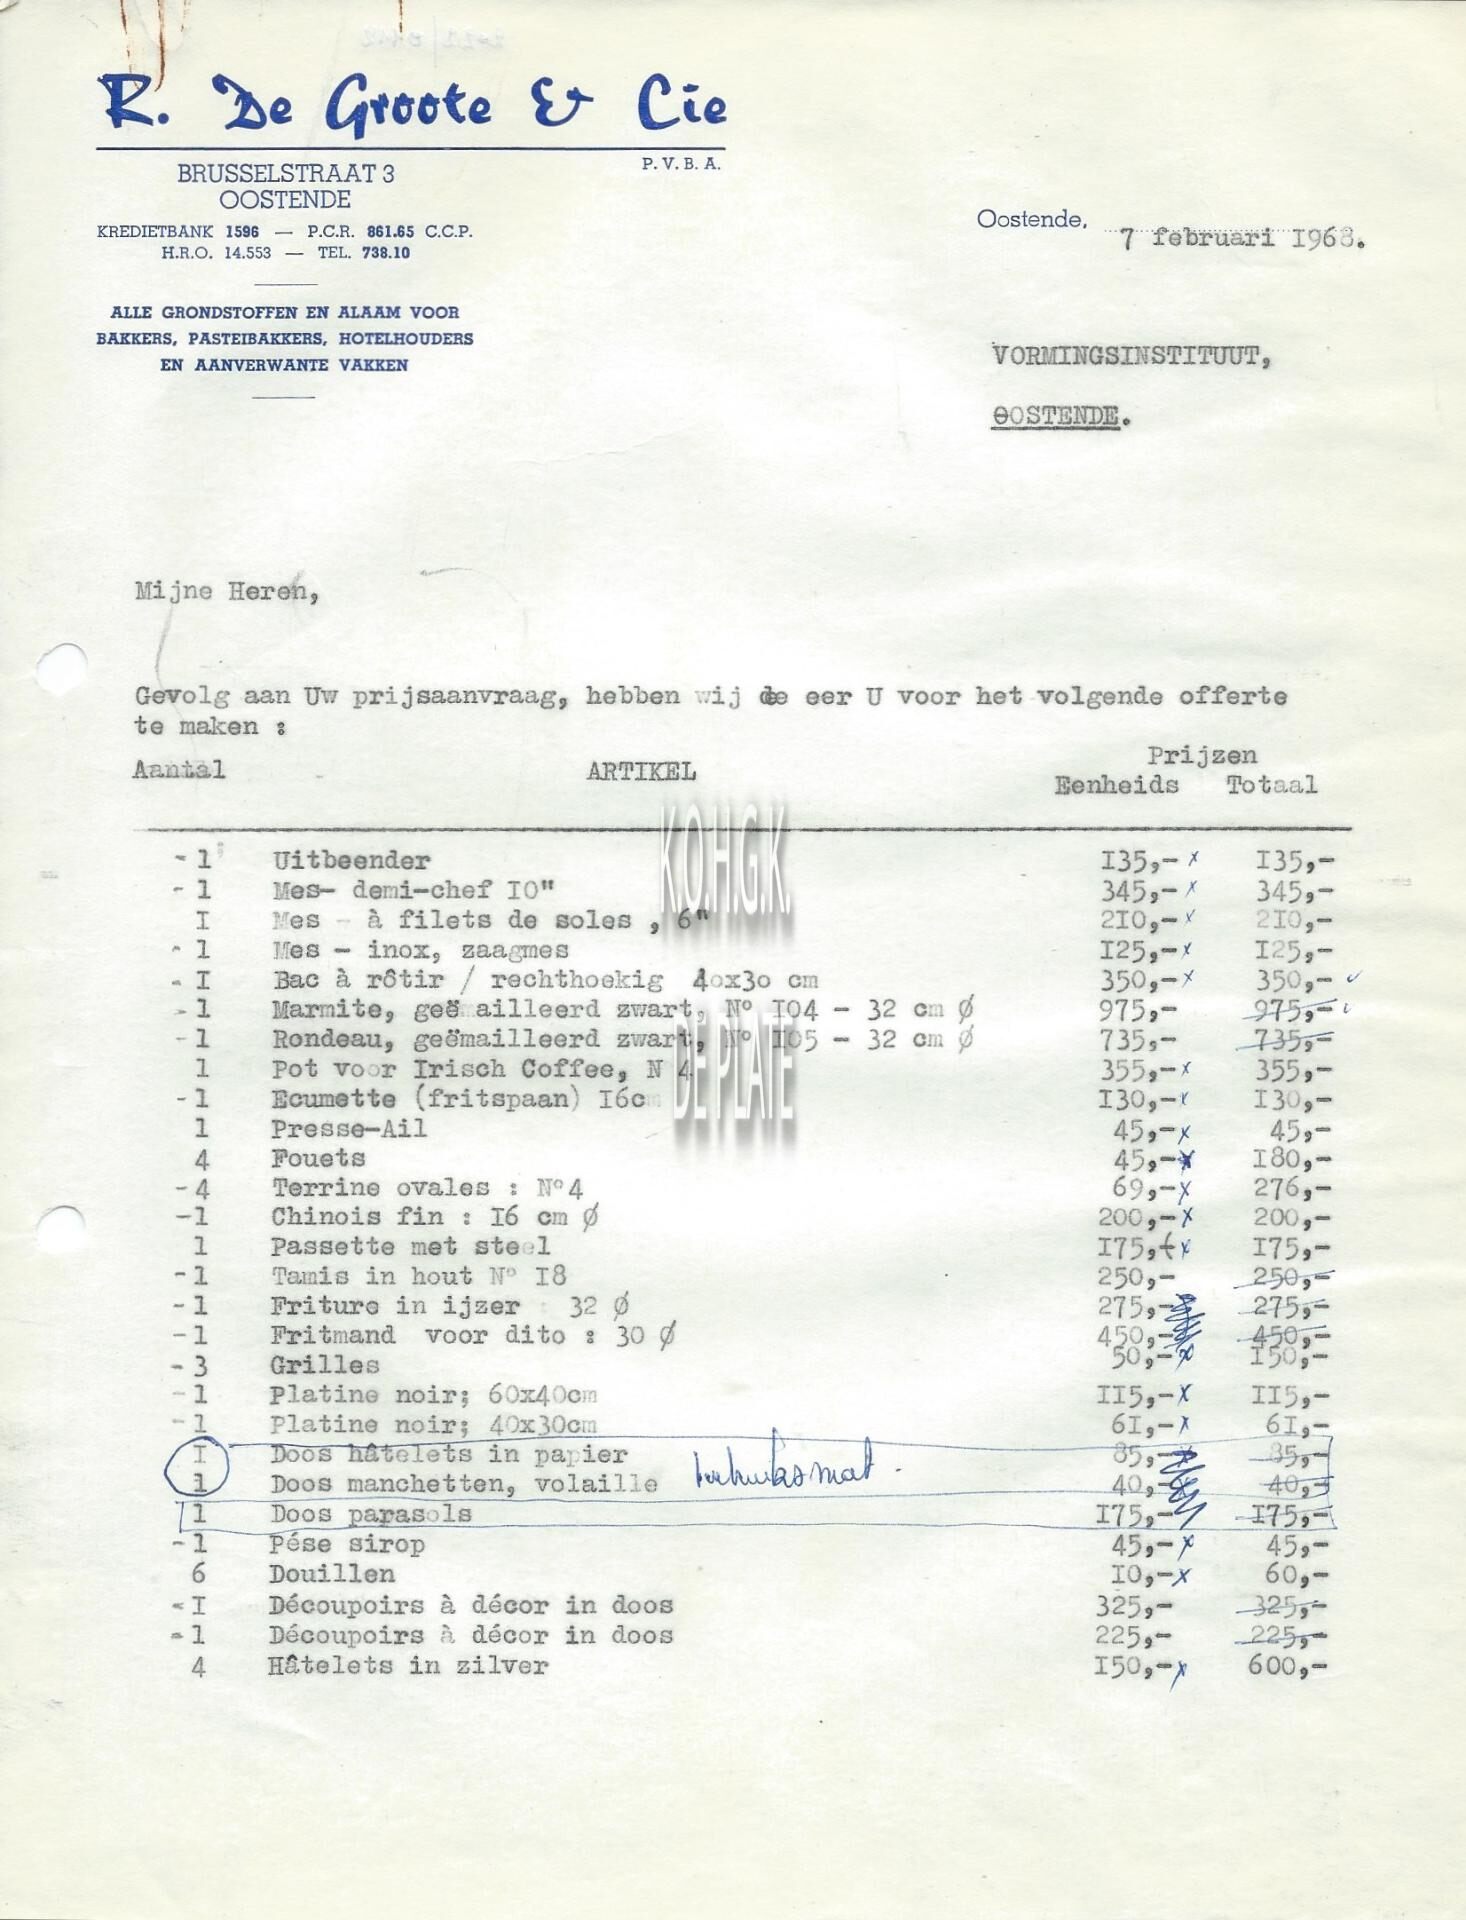 R. De Groote & Cie
P.V.B.A.
BRUSSELSTRAAT 3
OOSTENDE
KREDIETBANK 1596 — P.C.R. 861.65 C.C.P.
H.R.O. 14.553 — TEL. 738.10
ALLE GRONDSTOFFEN EN ALAAM VOOR
BAKKERS, PASTEIBAKKERS, HOTELHOUDERS
EN AANVERWANTE VAKKEN
Oostende, 7 februari I968.
VORMINGSINSTITUUT,
OOSTENDE.
Mijne Heren,
Gevolg aan Uw prijsaanvraag, hebben wij de eer U voor het volgende offerte
te maken :
Prijzen
Aantal ARTIKEL Eenheids Totaal
- 1 Uitbeender I35,- x I35,-
- 1 Mes- demi-chef I0" 345,- x 345,-
I Mes - à filets de soles , 6" 2I0,- x 2I0,-
- 1 Mes - inox, zaagmes I25,- x I25,-
- I Bac à rôtir / rechthoekig 40x30 cm 350,- x 350,-
- 1 Marmite, geëmailleerd zwart, N° I04 - 32 cm Ø 975,- 975,-
- 1 Rondeau, geëmailleerd zwart, N° I05 - 32 cm Ø 735,- 735,-
1 Pot voor Irisch Coffee, N 4 355,- x 355,-
- 1 Ecumette (fritspaan) I6cm I30,- x I30,-
1 Presse-Ail 45,- x 45,-
4 Fouets 45,- x I80,-
- 4 Terrine ovales : N° 4 69,- x 276,-
- 1 Chinois fin : I6 cm Ø 200,- x 200,-
1 Passette met steel I75,- x I75,-
- 1 Tamis in hout N° I8 250,- 250,-
- 1 Friture in ijzer : 32 Ø 275,- 275,-
- 1 Fritmand voor dito : 30 Ø 450,- 450,-
- 3 Grilles 50,- x I50,-
- 1 Platine noir; 60x40cm II5,- x II5,-
- 1 Platine noir; 40x30cm 6I,- x 6I,-
I Doos hâtelets in papier 85,- 85,-
1 Doos manchetten, volaille 40,- 40,-
1 Doos parasols I75,- I75,-
- 1 Pése sirop 45,- x 45,-
6 Douillen I0,- x 60,-
- I Découpoirs à décor in doos 325,- 325,-
- 1 Découpoirs à décor in doos 225,- 225,-
4 Hâtelets in zilver I50,- x 600,-
K.O.H.G.K.
DE PLATE